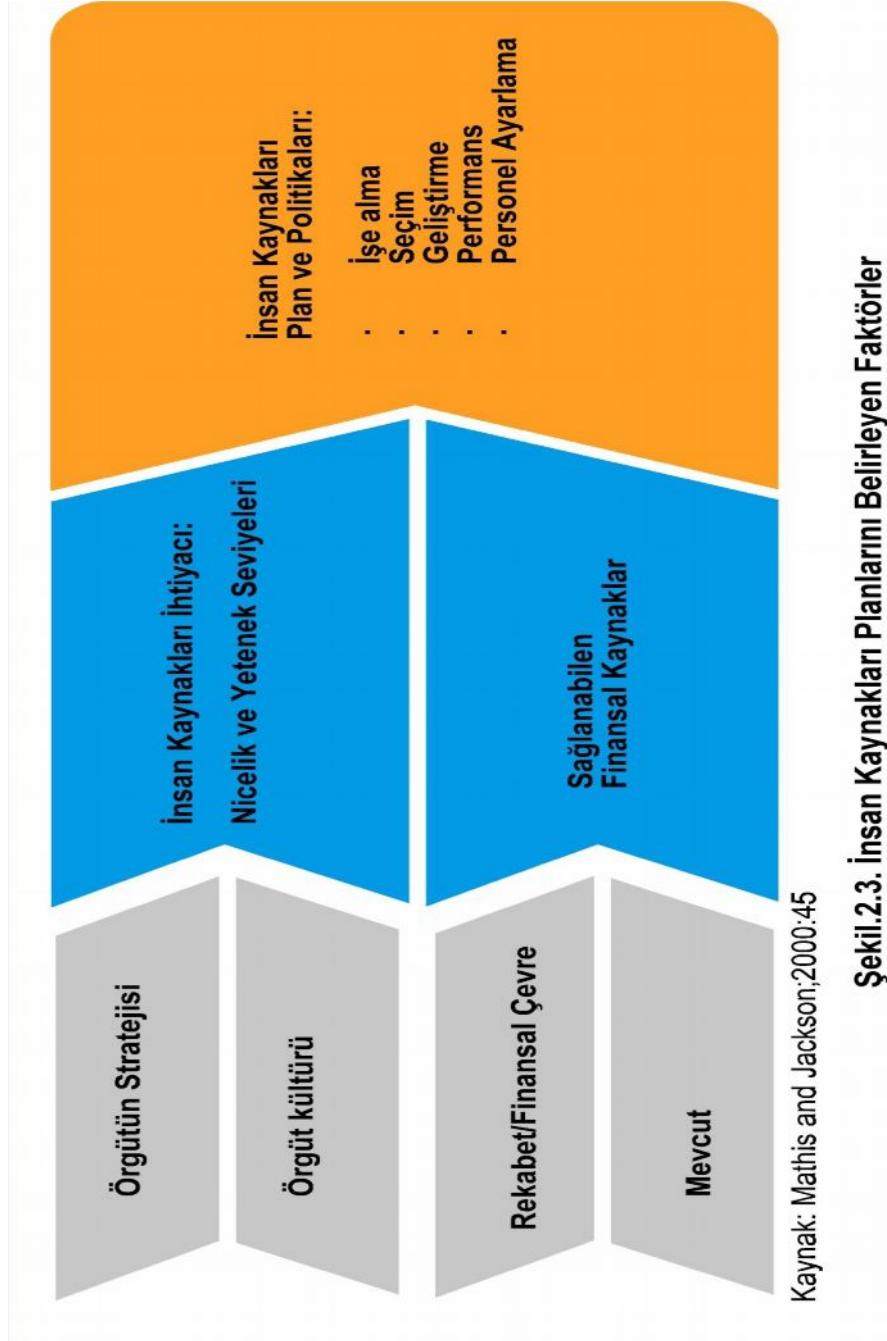 Örgütün Stratejisi
Örgüt kültürü
Rekabet/Finansal Çevre
Mevcut
İnsan Kaynakları İhtiyacı:
Nicelik ve Yetenek Seviyeleri
Sağlanabilen
Finansal Kaynaklar
İnsan Kaynakları
Plan ve Politikaları:
. İşe alma
. Seçim
. Geliştirme
. Performans
. Personel Ayarlama
Kaynak: Mathis and Jackson;2000:45
Şekil.2.3. İnsan Kaynakları Planlarını Belirleyen Faktörler